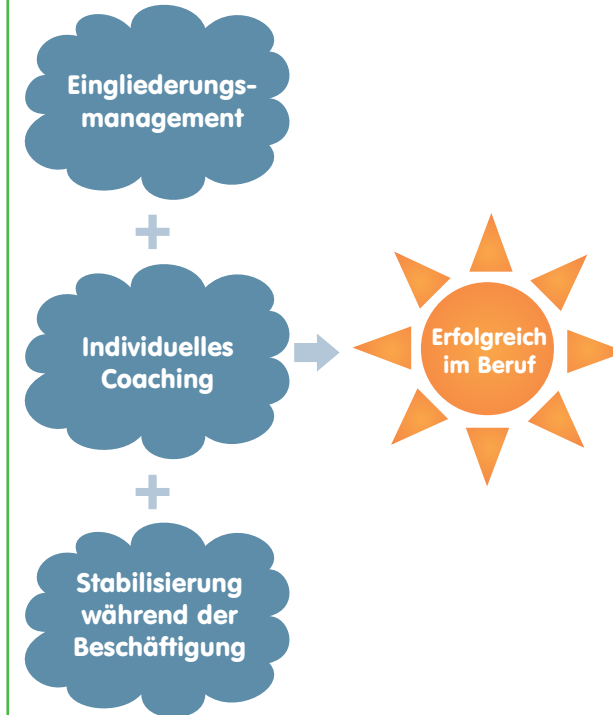 Eingliederungs-
management
+
Individuelles
Coaching
Erfolgreich
im Beruf
+
Stabilisierung
während der
Beschäftigung